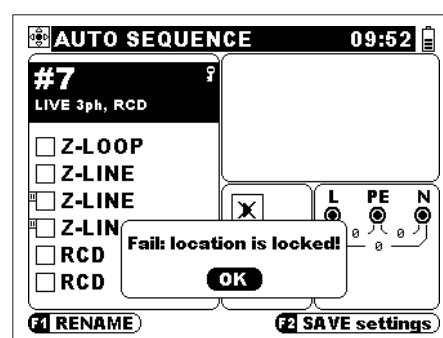 AUTO SEQUENCE 09:52
#7
LIVE 3ph, RCD
Z-LOOP
Z-LINE
Z-LINE
Z-LIN
RCD
RCD
L PE N
0 0
0
Fail: location is locked!
OK
F1 RENAME
F2 SAVE settings